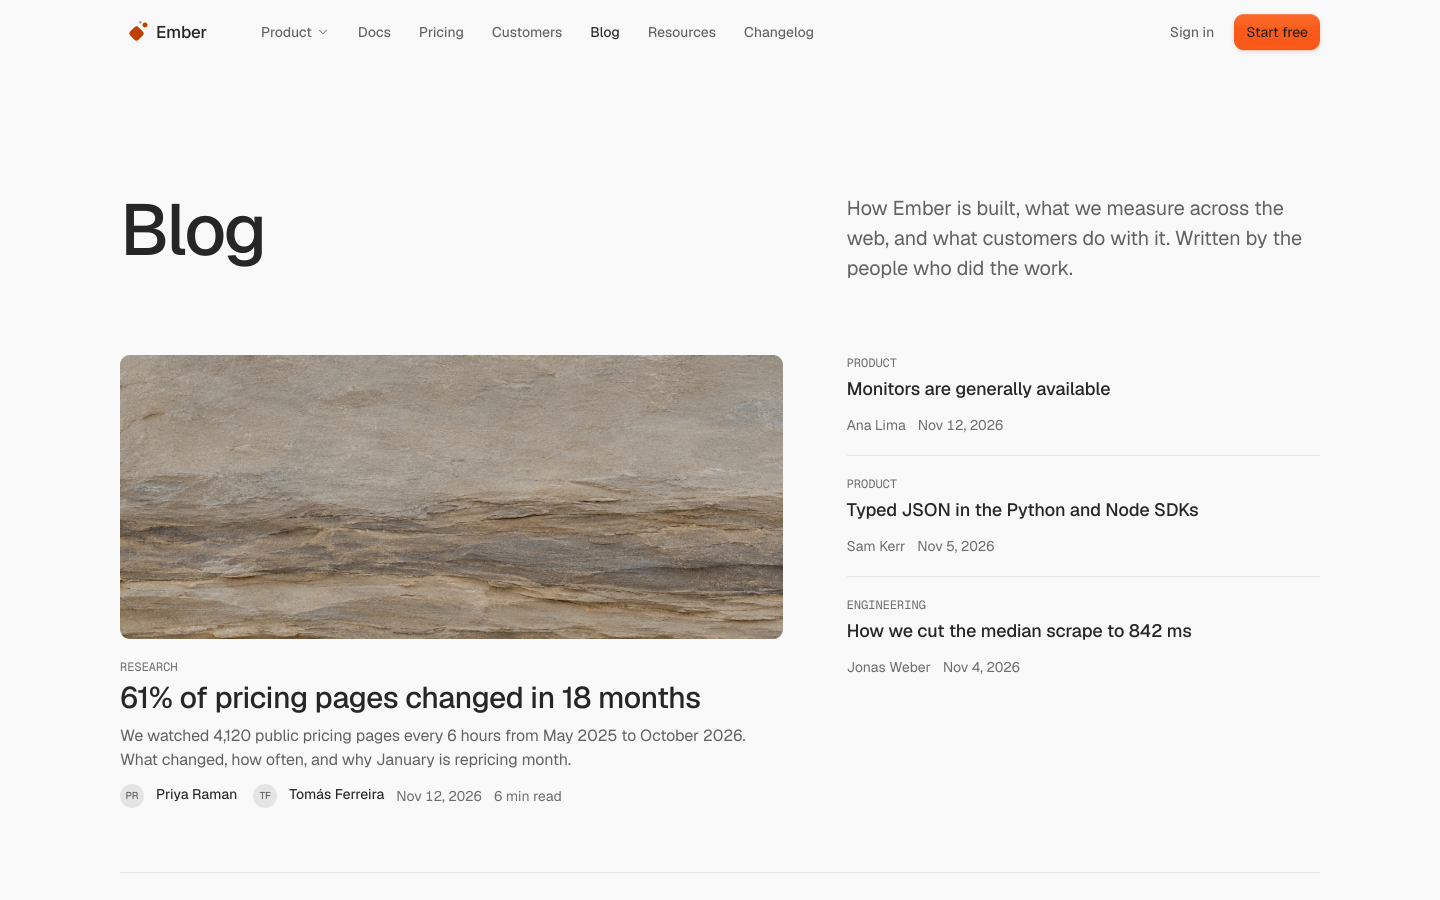 Ember
Product
Docs
Pricing
Customers
Blog
Resources
Changelog
Sign in
Start free
Blog
How Ember is built, what we measure across the
web, and what customers do with it. Written by the
people who did the work.
RESEARCH
61% of pricing pages changed in 18 months
We watched 4,120 public pricing pages every 6 hours from May 2025 to October 2026.
What changed, how often, and why January is repricing month.
PR Priya Raman TF Tomás Ferreira Nov 12, 2026 6 min read
PRODUCT
Monitors are generally available
Ana Lima Nov 12, 2026
PRODUCT
Typed JSON in the Python and Node SDKs
Sam Kerr Nov 5, 2026
ENGINEERING
How we cut the median scrape to 842 ms
Jonas Weber Nov 4, 2026